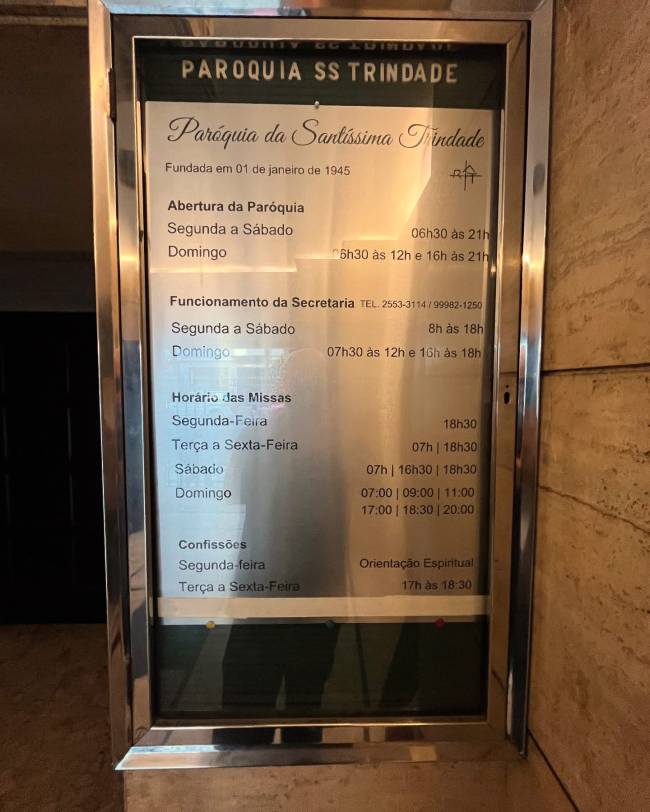 PAROQUIA SS TRINDADE
Paróquia da Santíssima Trindade
Fundada em 01 de janeiro de 1945
Abertura da Paróquia
Segunda a Sábado 06h30 às 21h
Domingo 06h30 às 12h e 16h às 21h
Funcionamento da Secretaria TEL. 2553-3114 / 99982-1250
Segunda a Sábado 8h às 18h
Domingo 07h30 às 12h e 16h às 18h
Horário das Missas
Segunda-Feira 18h30
Terça a Sexta-Feira 07h | 18h30
Sábado 07h | 16h30 | 18h30
Domingo 07:00 | 09:00 | 11:00
17:00 | 18:30 | 20:00
Confissões
Segunda-feira Orientação Espiritual
Terça a Sexta-Feira 17h às 18:30